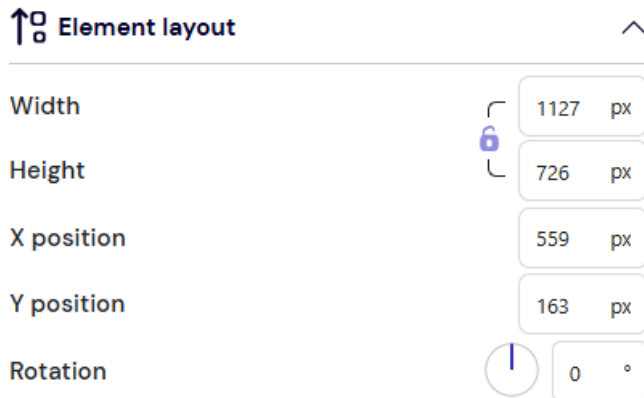 Element layout
Width 1127 px
Height 726 px
X position 559 px
Y position 163 px
Rotation 0 °